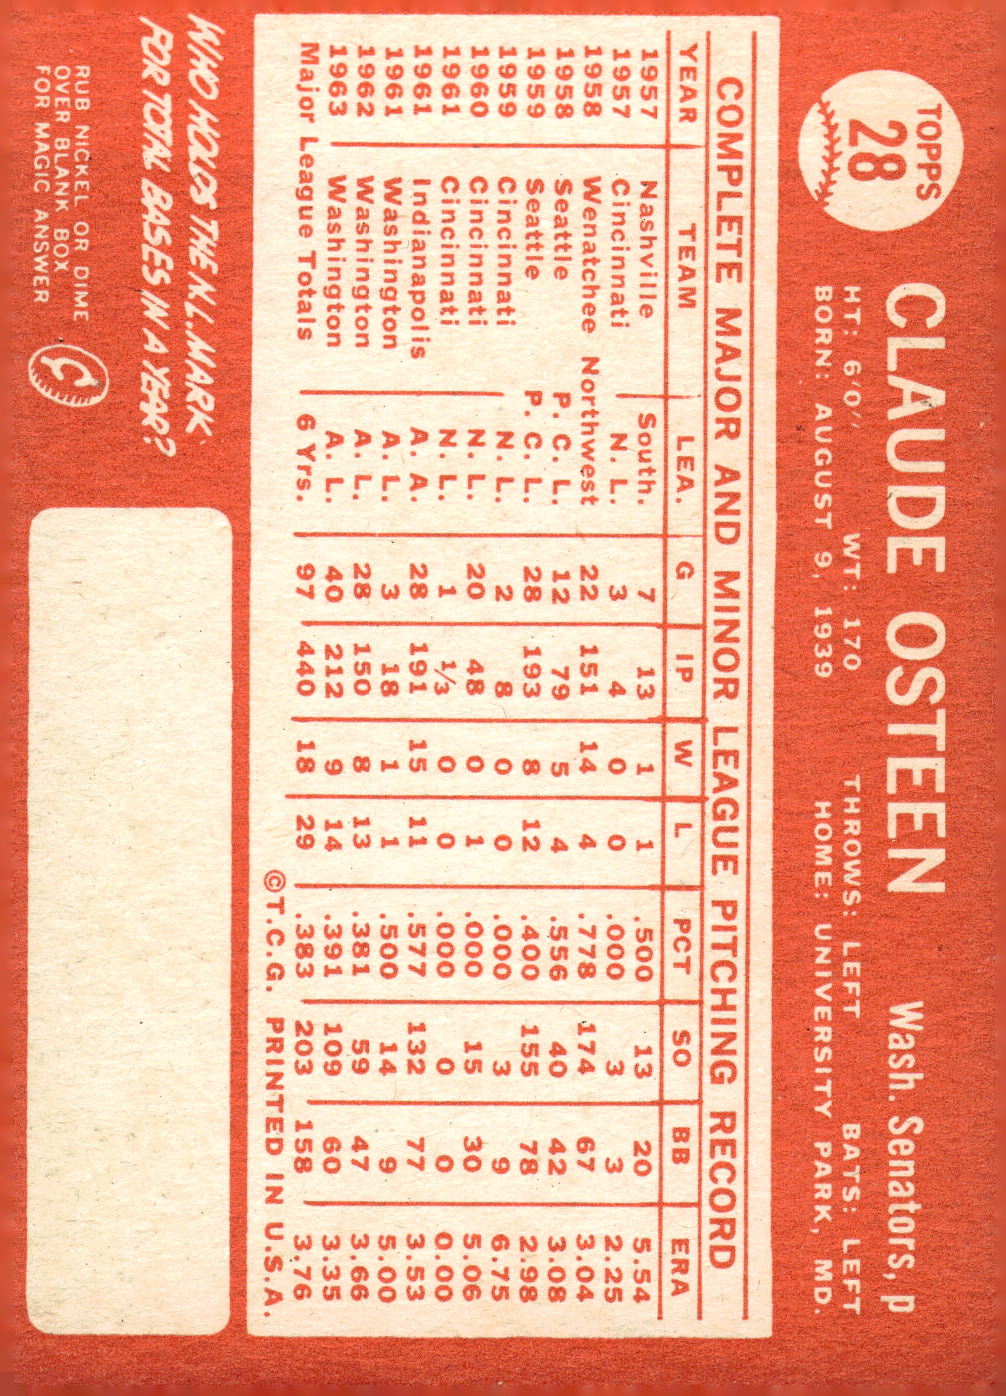 TOPPS
28
CLAUDE OSTEEN Wash. Senators, p
HT: 6'0" WT: 170 THROWS: LEFT BATS: LEFT
BORN: AUGUST 9, 1939 HOME: UNIVERSITY PARK, MD.
COMPLETE MAJOR AND MINOR LEAGUE PITCHING RECORD
YEAR TEAM LEA. G IP W L PCT SO BB ERA
1957 Nashville South. 7 13 1 1 .500 13 20 5.54
1957 Cincinnati N. L. 3 4 0 0 .000 3 3 2.25
1958 Wenatchee Northwest 22 151 14 4 .778 174 67 3.04
1958 Seattle P. C. L. 12 79 5 4 .556 40 42 3.08
1959 Seattle P. C. L. 28 193 8 12 .400 155 78 2.98
1959 Cincinnati N. L. 2 8 0 0 .000 3 9 6.75
1960 Cincinnati N. L. 20 48 0 1 .000 15 30 5.06
1961 Cincinnati N. L. 1 1/3 0 0 .000 0 0 0.00
1961 Indianapolis A. A. 28 191 15 11 .577 132 77 3.53
1961 Washington A. L. 3 18 1 1 .500 14 9 5.00
1962 Washington A. L. 28 150 8 13 .381 59 47 3.66
1963 Washington A. L. 40 212 9 14 .391 109 60 3.35
Major League Totals 6 Yrs. 97 440 18 29 .383 203 158 3.76
©T.C.G. PRINTED IN U.S.A.
WHO HOLDS THE N.L. MARK
FOR TOTAL BASES IN A YEAR?
RUB NICKEL OR DIME
OVER BLANK BOX
FOR MAGIC ANSWER